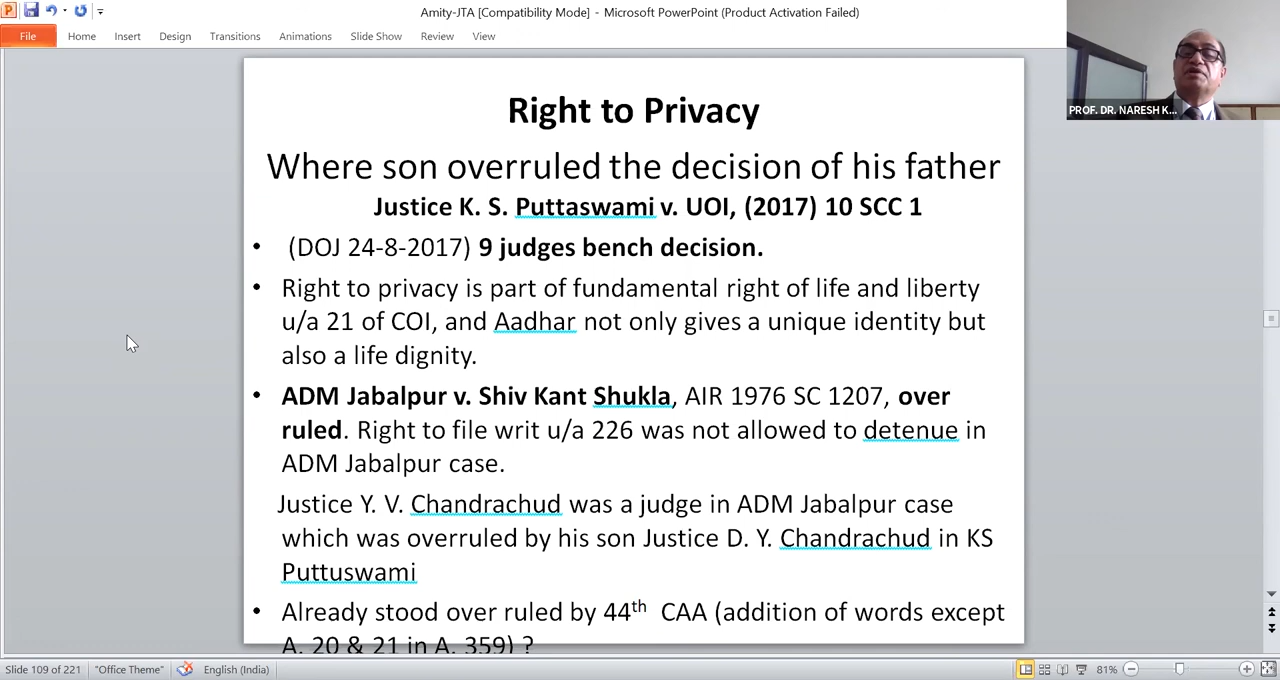 Amity-JTA [Compatibility Mode] - Microsoft PowerPoint (Product Activation Failed)
File Home Insert Design Transitions Animations Slide Show Review View
PROF. DR. NARESH K...
Right to Privacy
Where son overruled the decision of his father
Justice K. S. Puttaswami v. UOI, (2017) 10 SCC 1
• (DOJ 24-8-2017) 9 judges bench decision.
• Right to privacy is part of fundamental right of life and liberty
u/a 21 of COI, and Aadhar not only gives a unique identity but
also a life dignity.
• ADM Jabalpur v. Shiv Kant Shukla, AIR 1976 SC 1207, over
ruled. Right to file writ u/a 226 was not allowed to detenue in
ADM Jabalpur case.
Justice Y. V. Chandrachud was a judge in ADM Jabalpur case
which was overruled by his son Justice D. Y. Chandrachud in KS
Puttuswami
• Already stood over ruled by 44th CAA (addition of words except
A. 20 & 21 in A. 359) ?
Slide 109 of 221 "Office Theme" English (India) 81%